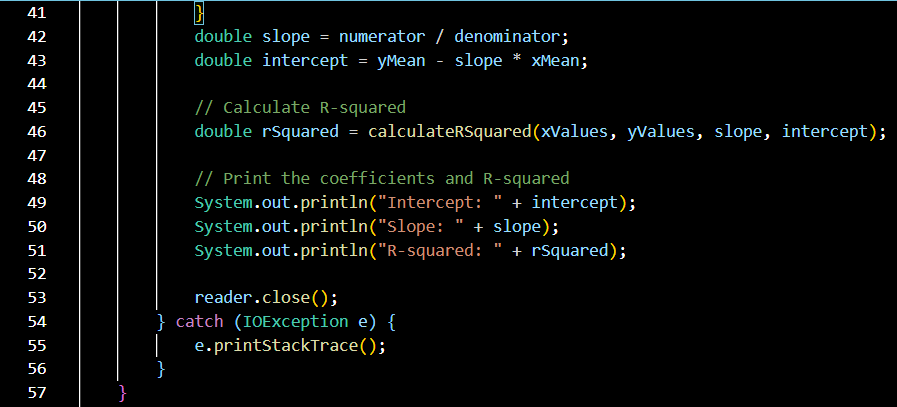 41 }
42 double slope = numerator / denominator;
43 double intercept = yMean - slope * xMean;
44
45 // Calculate R-squared
46 double rSquared = calculateRSquared(xValues, yValues, slope, intercept);
47
48 // Print the coefficients and R-squared
49 System.out.println("Intercept: " + intercept);
50 System.out.println("Slope: " + slope);
51 System.out.println("R-squared: " + rSquared);
52
53 reader.close();
54 } catch (IOException e) {
55 e.printStackTrace();
56 }
57 }